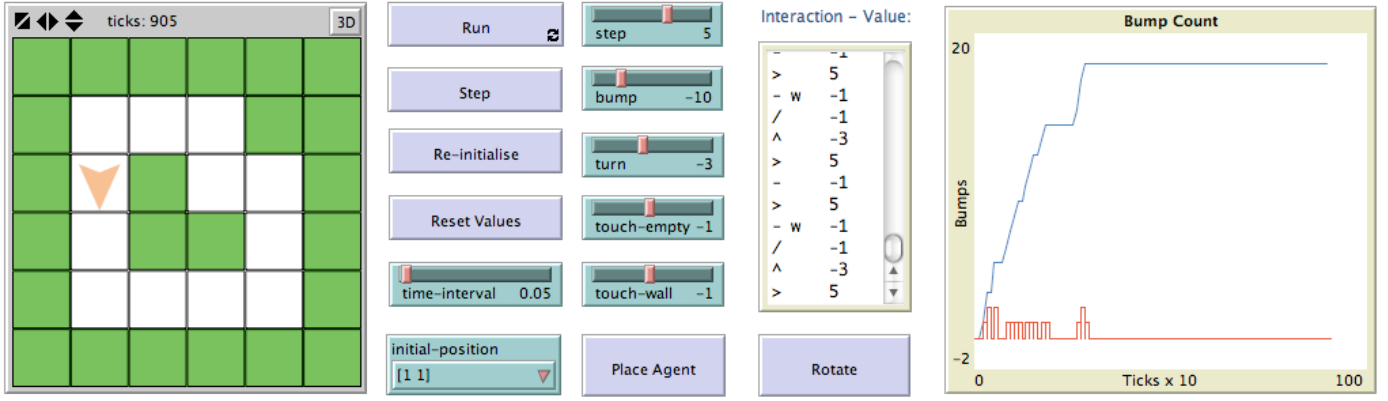 ticks: 905
3D
Run
Step
Re-initialise
Reset Values
time-interval 0.05
initial-position
[1 1]
step 5
bump -10
turn -3
touch-empty -1
touch-wall -1
Place Agent
Interaction - Value:
- -1
> 5
- w -1
/ -1
^ -3
> 5
- -1
> 5
- w -1
/ -1
^ -3
> 5
Rotate
Bump Count
20
Bumps
-2
0
Ticks x 10
100